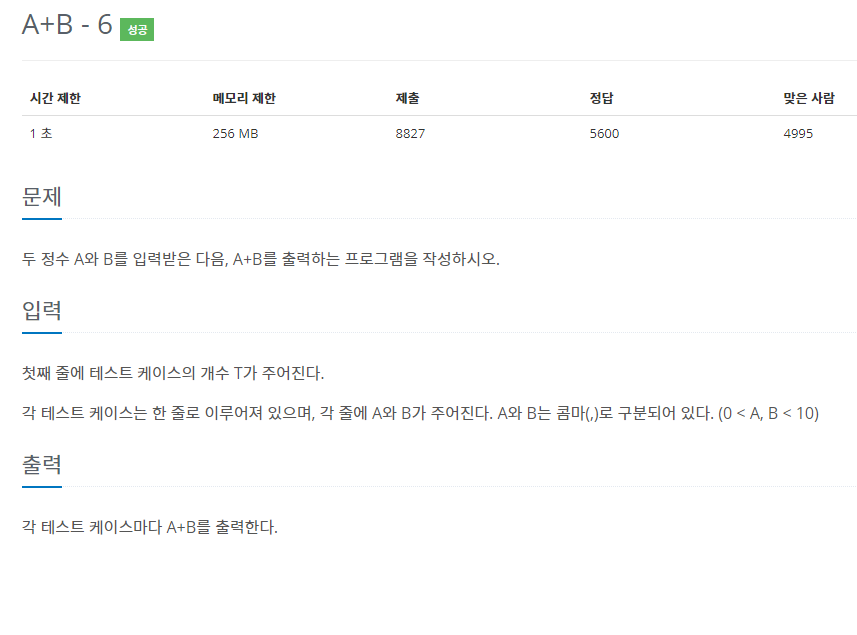 A+B - 6 성공
시간 제한 메모리 제한 제출 정답 맞은 사람
1 초 256 MB 8827 5600 4995
문제
두 정수 A와 B를 입력받은 다음, A+B를 출력하는 프로그램을 작성하시오.
입력
첫째 줄에 테스트 케이스의 개수 T가 주어진다.
각 테스트 케이스는 한 줄로 이루어져 있으며, 각 줄에 A와 B가 주어진다. A와 B는 콤마(,)로 구분되어 있다. (0 < A, B < 10)
출력
각 테스트 케이스마다 A+B를 출력한다.